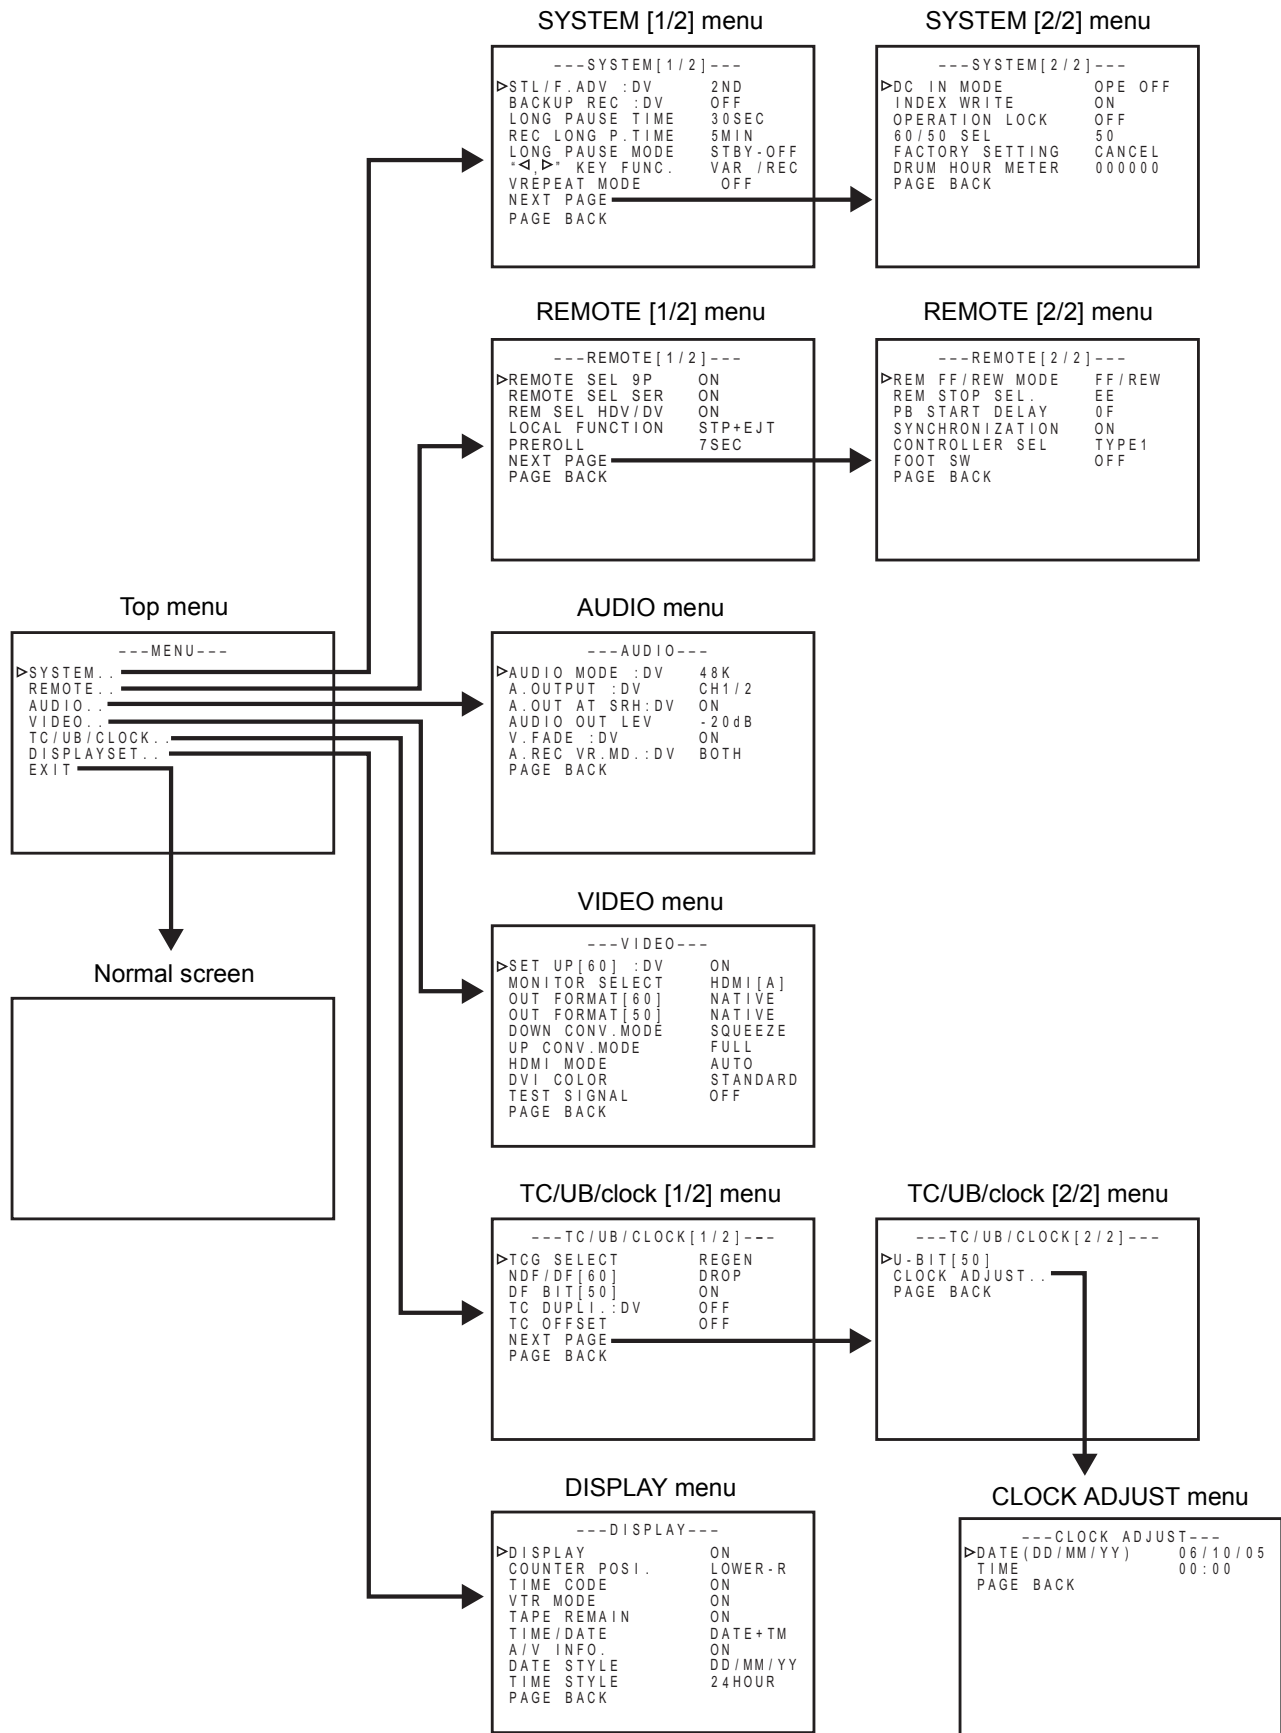 SYSTEM [1/2] menu
---SYSTEM[1/2]---
▷STL/F.ADV :DV 2ND
BACKUP REC :DV OFF
LONG PAUSE TIME 30SEC
REC LONG P.TIME 5MIN
LONG PAUSE MODE STBY-OFF
"◁,▷" KEY FUNC. VAR /REC
VREPEAT MODE OFF
NEXT PAGE
PAGE BACK
SYSTEM [2/2] menu
---SYSTEM[2/2]---
▷DC IN MODE OPE OFF
INDEX WRITE ON
OPERATION LOCK OFF
60/50 SEL 50
FACTORY SETTING CANCEL
DRUM HOUR METER 000000
PAGE BACK
REMOTE [1/2] menu
---REMOTE[1/2]---
▷REMOTE SEL 9P ON
REMOTE SEL SER ON
REM SEL HDV/DV ON
LOCAL FUNCTION STP+EJT
PREROLL 7SEC
NEXT PAGE
PAGE BACK
REMOTE [2/2] menu
---REMOTE[2/2]---
▷REM FF/REW MODE FF/REW
REM STOP SEL. EE
PB START DELAY 0F
SYNCHRONIZATION ON
CONTROLLER SEL TYPE1
FOOT SW OFF
PAGE BACK
Top menu
---MENU---
▷SYSTEM..
REMOTE..
AUDIO..
VIDEO..
TC/UB/CLOCK..
DISPLAYSET..
EXIT
Normal screen
AUDIO menu
---AUDIO---
▷AUDIO MODE :DV 48K
A.OUTPUT :DV CH1/2
A.OUT AT SRH:DV ON
AUDIO OUT LEV -20dB
V.FADE :DV ON
A.REC VR.MD.:DV BOTH
PAGE BACK
VIDEO menu
---VIDEO---
▷SET UP[60] :DV ON
MONITOR SELECT HDMI[A]
OUT FORMAT[60] NATIVE
OUT FORMAT[50] NATIVE
DOWN CONV.MODE SQUEEZE
UP CONV.MODE FULL
HDMI MODE AUTO
DVI COLOR STANDARD
TEST SIGNAL OFF
PAGE BACK
TC/UB/clock [1/2] menu
---TC/UB/CLOCK[1/2]---
▷TCG SELECT REGEN
NDF/DF[60] DROP
DF BIT[50] ON
TC DUPLI.:DV OFF
TC OFFSET OFF
NEXT PAGE
PAGE BACK
TC/UB/clock [2/2] menu
---TC/UB/CLOCK[2/2]---
▷U-BIT[50]
CLOCK ADJUST..
PAGE BACK
DISPLAY menu
---DISPLAY---
▷DISPLAY ON
COUNTER POSI. LOWER-R
TIME CODE ON
VTR MODE ON
TAPE REMAIN ON
TIME/DATE DATE+TM
A/V INFO. ON
DATE STYLE DD/MM/YY
TIME STYLE 24HOUR
PAGE BACK
CLOCK ADJUST menu
---CLOCK ADJUST---
▷DATE(DD/MM/YY) 06/10/05
TIME 00:00
PAGE BACK